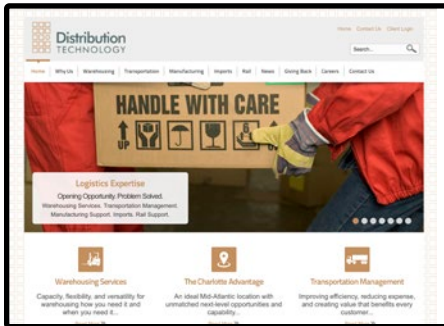 Distribution
TECHNOLOGY
Home Contact Us Client Login
Search...
Home Why Us Warehousing Transportation Manufacturing Imports Rail News Giving Back Careers Contact Us
HANDLE WITH CARE
UP UP
Logistics Expertise
Opening Opportunity. Problem Solved.
Warehousing Services. Transportation Management.
Manufacturing Support. Imports. Rail Support.
Warehousing Services
Capacity, flexibility, and versatility for
warehousing how you need it and
when you need it...
The Charlotte Advantage
An ideal Mid-Atlantic location with
unmatched next-level opportunities and
capability...
Transportation Management
Improving efficiency, reducing expense,
and creating value that benefits every
customer...